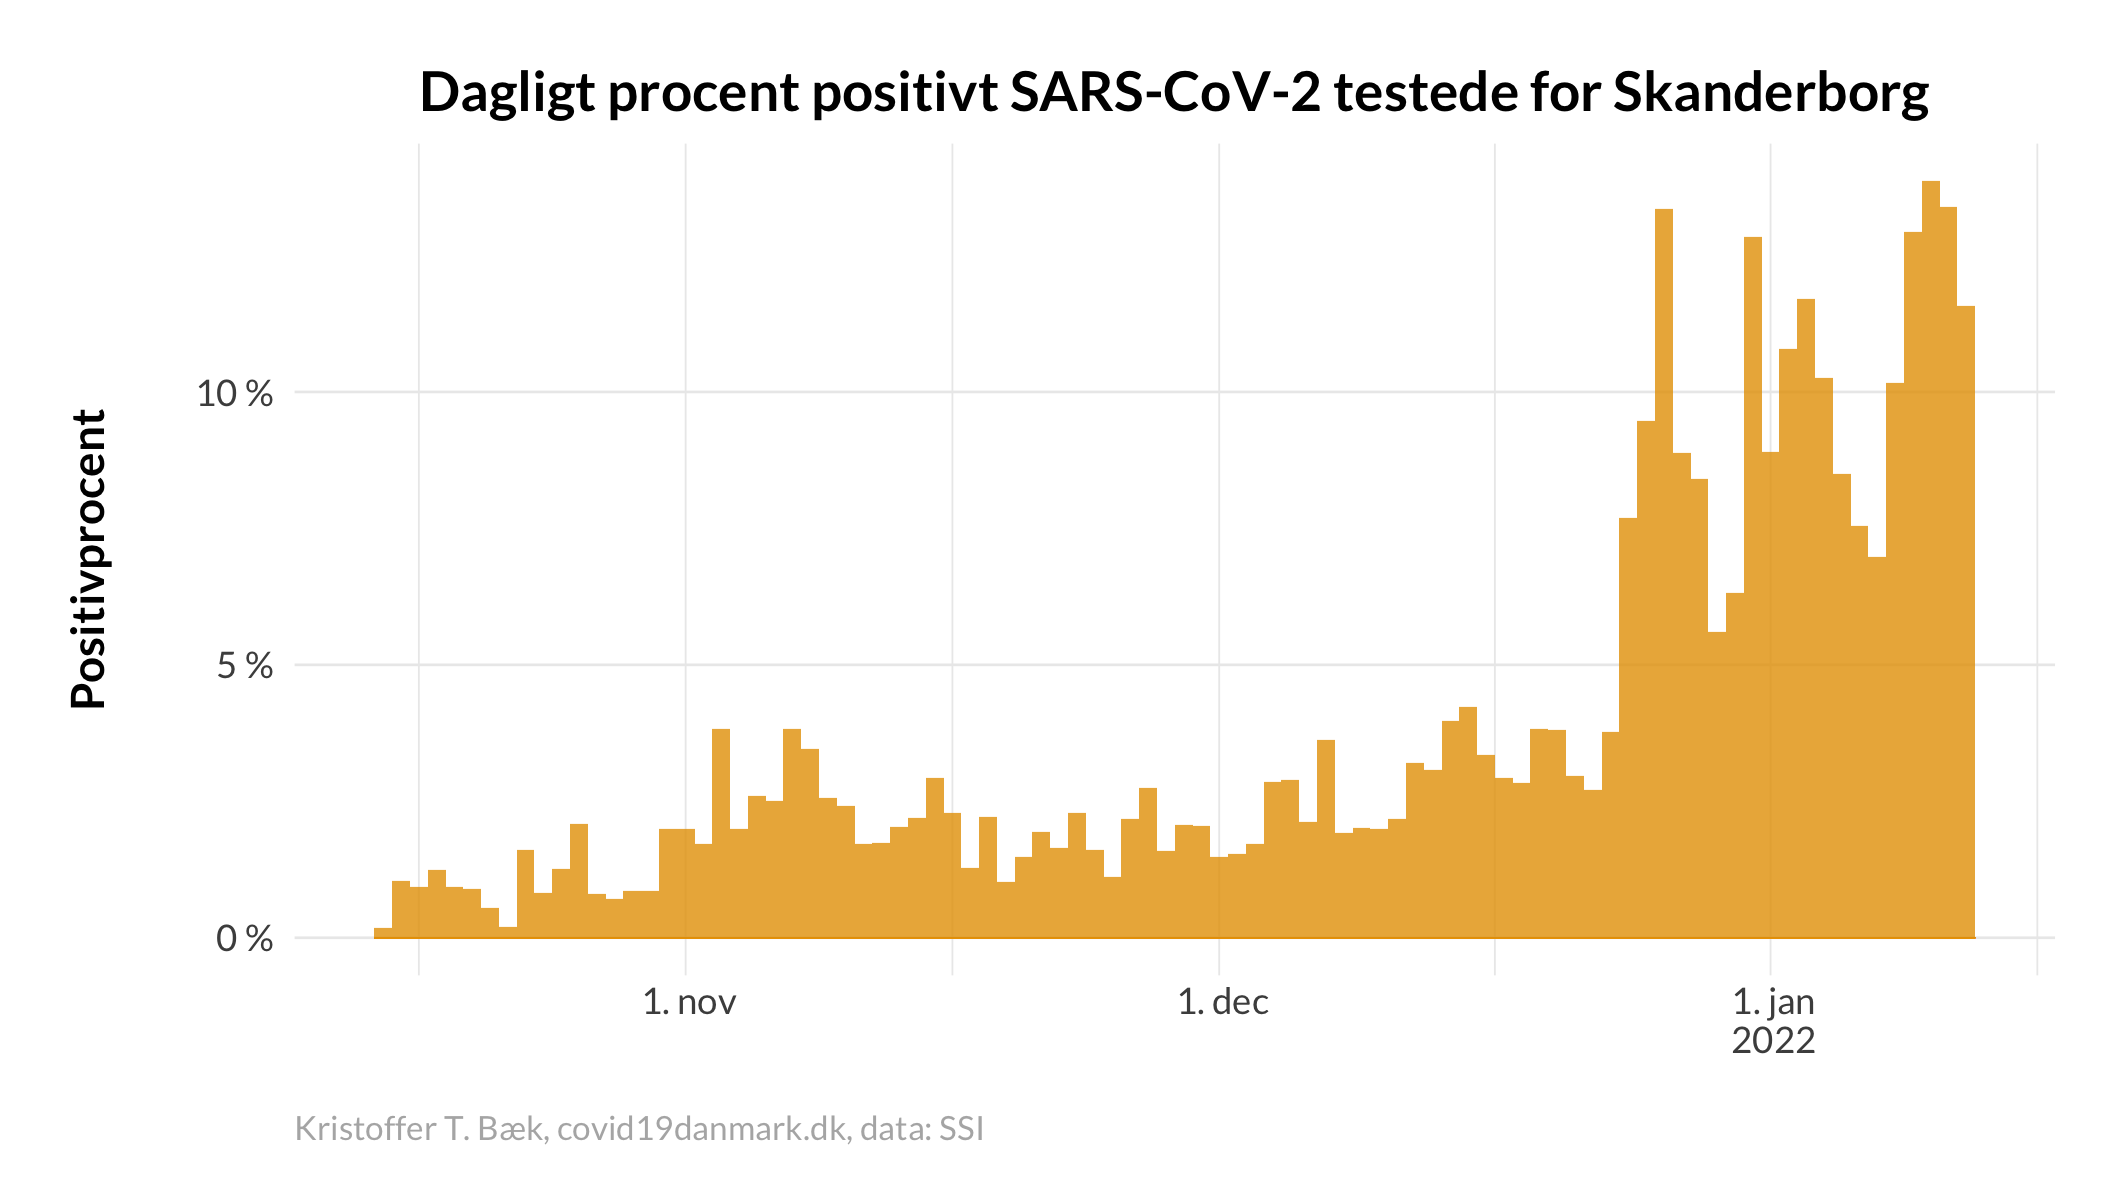 Dagligt procent positivt SARS-CoV-2 testede for Skanderborg
Positivprocent
10 %
5 %
0 %
1. nov
1. dec
1. jan
2022
Kristoffer T. Bæk, covid19danmark.dk, data: SSI